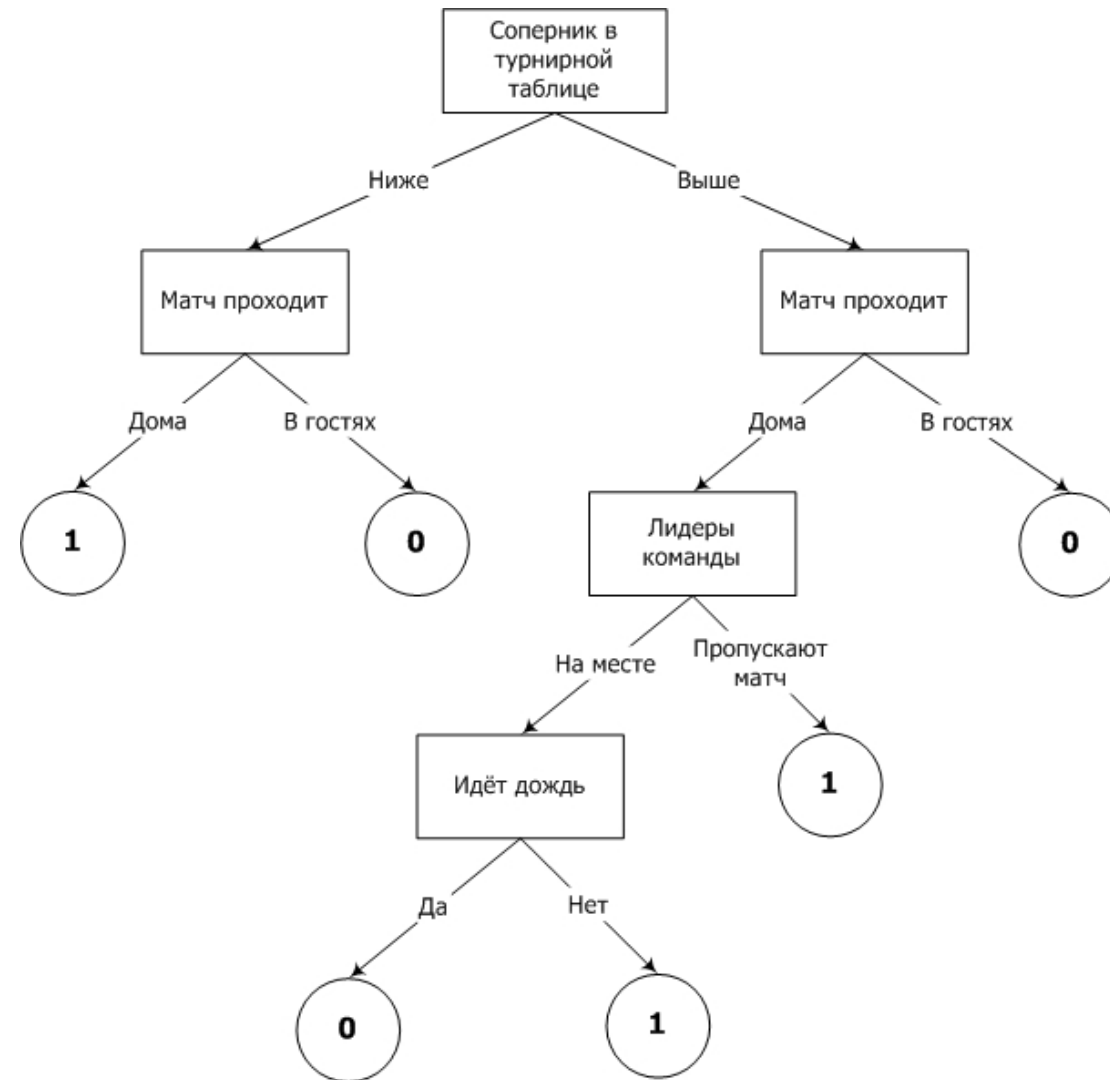 Соперник в
турнирной
таблице
Ниже
Выше
Матч проходит
Матч проходит
Дома
В гостях
Дома
В гостях
1
0
Лидеры
команды
0
На месте
Пропускают
матч
Идёт дождь
1
Да
Нет
0
1